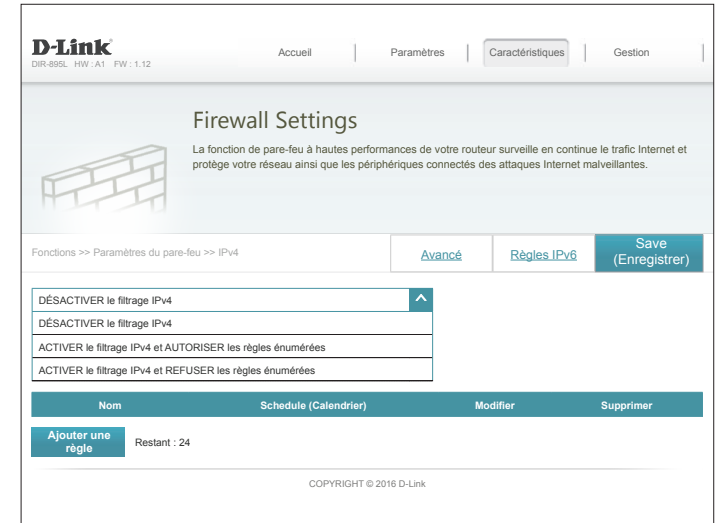 D-Link
DIR-895L HW : A1 FW : 1.12
Accueil
Paramètres
Caractéristiques
Gestion
Firewall Settings
La fonction de pare-feu à hautes performances de votre routeur surveille en continue le trafic Internet et
protège votre réseau ainsi que les périphériques connectés des attaques Internet malveillantes.
Fonctions >> Paramètres du pare-feu >> IPv4
Avancé
Règles IPv6
Save
(Enregistrer)
DÉSACTIVER le filtrage IPv4
DÉSACTIVER le filtrage IPv4
ACTIVER le filtrage IPv4 et AUTORISER les règles énumérées
ACTIVER le filtrage IPv4 et REFUSER les règles énumérées
Nom
Schedule (Calendrier)
Modifier
Supprimer
Ajouter une
règle
Restant : 24
COPYRIGHT © 2016 D-Link